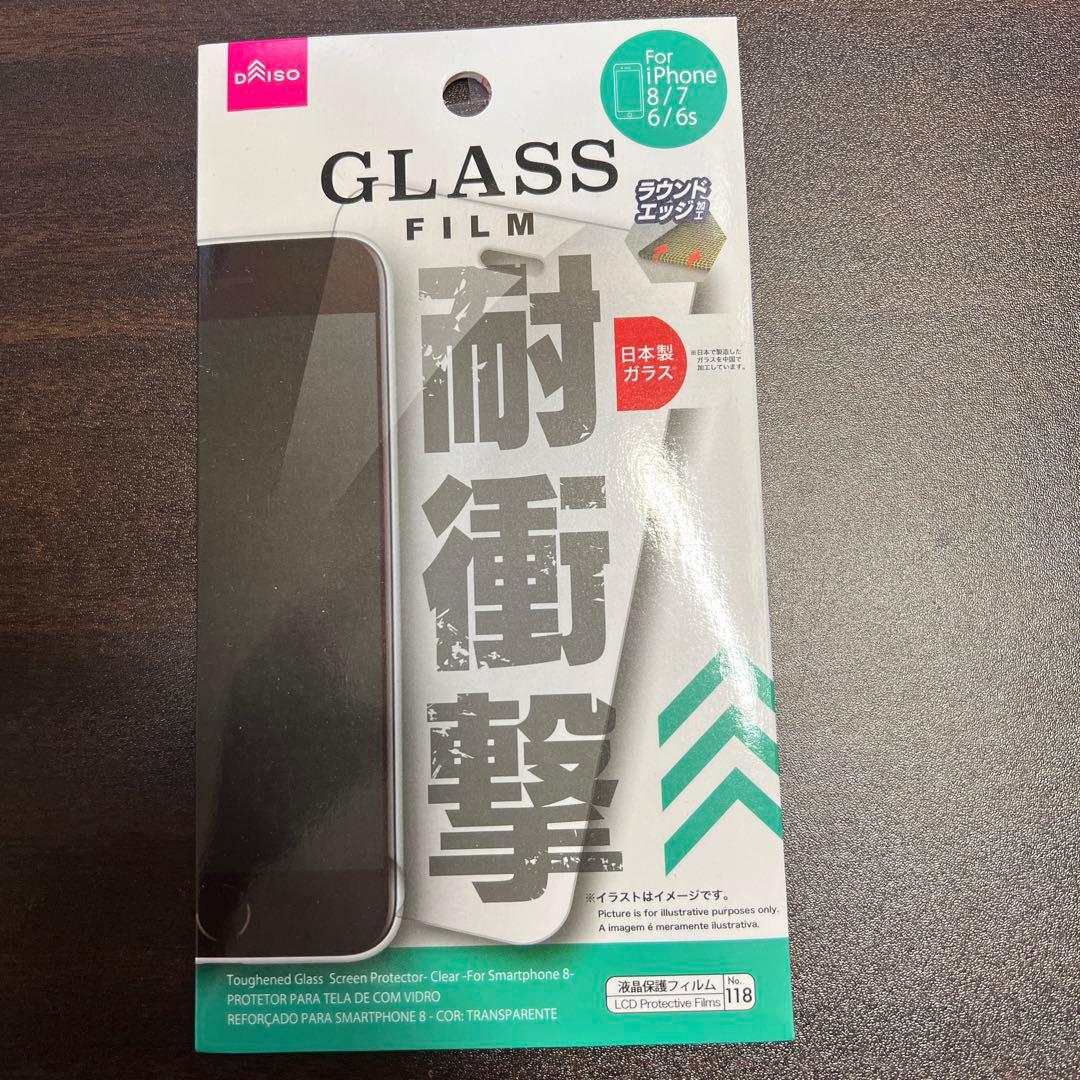 DAISO
For
iPhone
8/7
6/6s
GLASS
FILM
ラウンド
エッジ加工
耐衝撃
日本製
ガラス
※日本で製造した
ガラスを中国で
加工しています。
※イラストはイメージです。
Picture is for illustrative purposes only.
A imagem é meramente ilustrativa.
Toughened Glass Screen Protector- Clear -For Smartphone 8-
PROTETOR PARA TELA DE COM VIDRO
REFORÇADO PARA SMARTPHONE 8 - COR: TRANSPARENTE
液晶保護フィルム
LCD Protective Films
No.
118